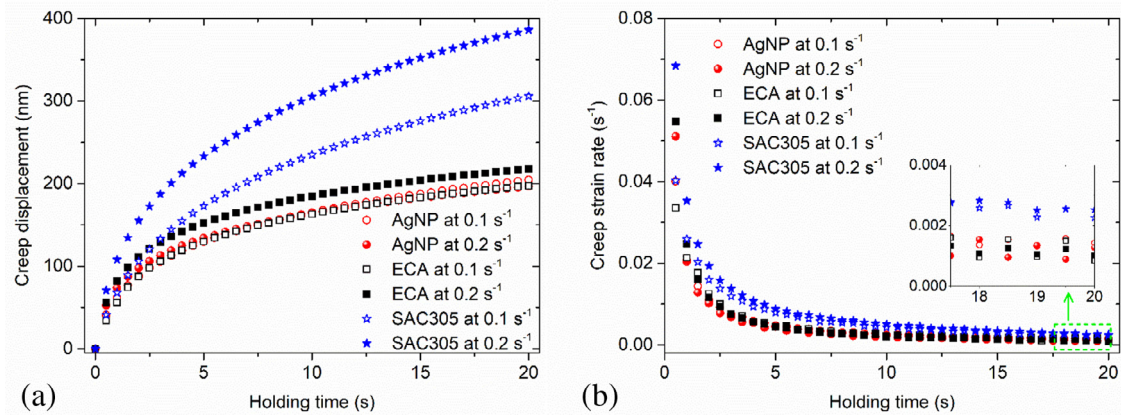 400
300
200
100
0
Creep displacement (nm)
AgNP at 0.1 s⁻¹
AgNP at 0.2 s⁻¹
ECA at 0.1 s⁻¹
ECA at 0.2 s⁻¹
SAC305 at 0.1 s⁻¹
SAC305 at 0.2 s⁻¹
0 5 10 15 20
(a) Holding time (s)
0.08
0.06
0.04
0.02
0.00
Creep strain rate (s⁻¹)
AgNP at 0.1 s⁻¹
AgNP at 0.2 s⁻¹
ECA at 0.1 s⁻¹
ECA at 0.2 s⁻¹
SAC305 at 0.1 s⁻¹
SAC305 at 0.2 s⁻¹
0.004
0.002
0.000
18 19 20
0 5 10 15 20
(b) Holding time (s)